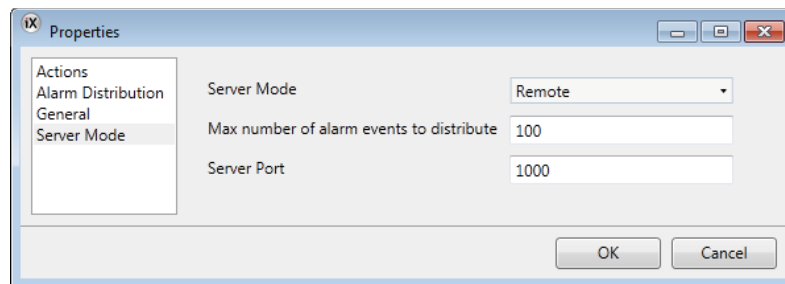 iX
Properties
Actions
Alarm Distribution
General
Server Mode
Server Mode
Remote
Max number of alarm events to distribute
100
Server Port
1000
OK
Cancel